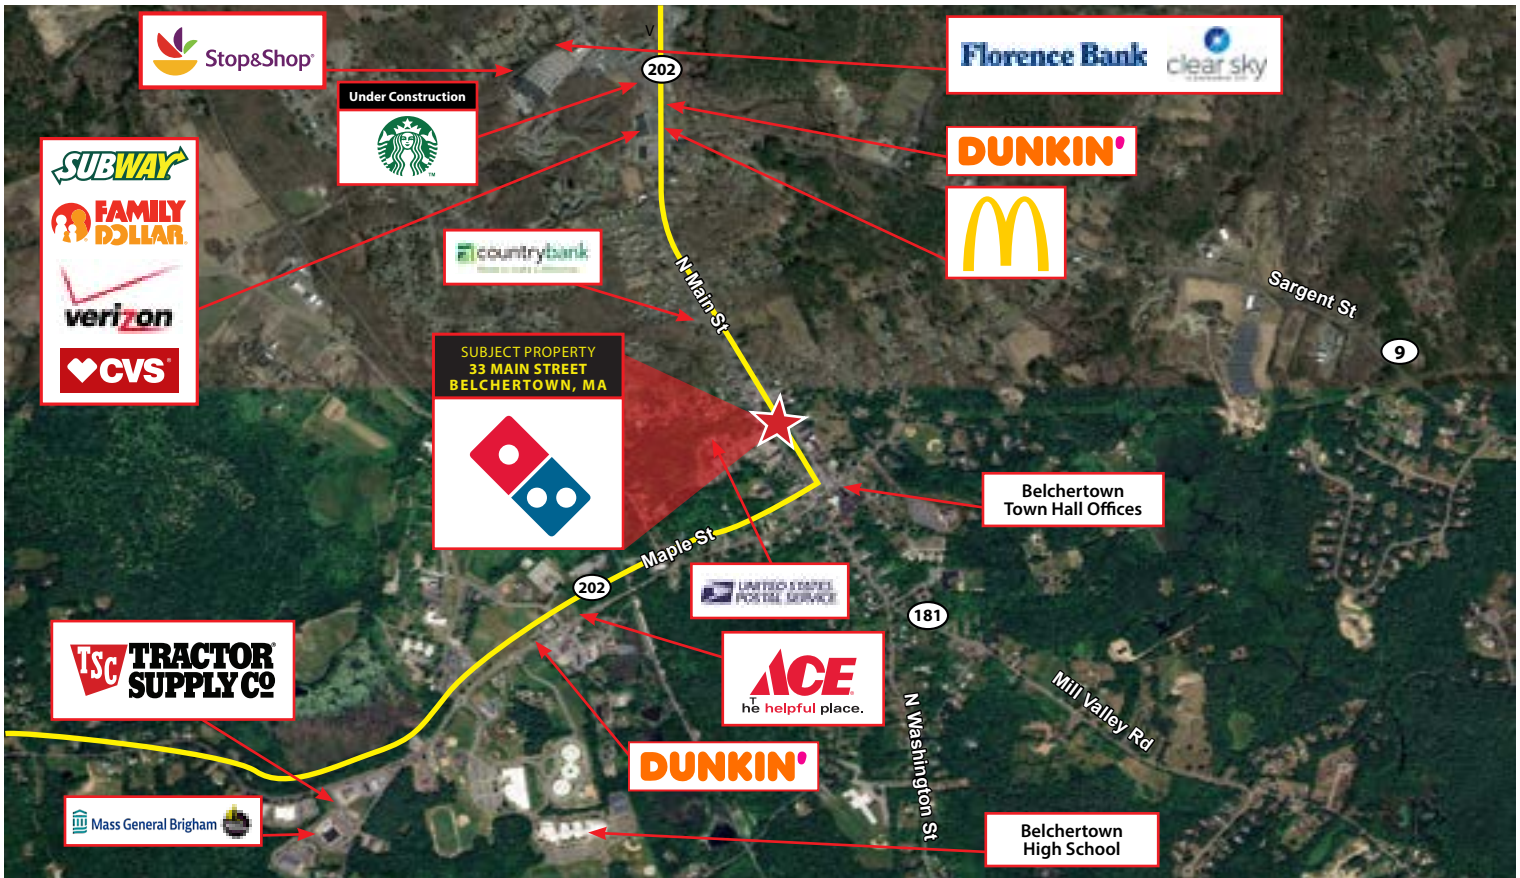 Stop&Shop
V
202
Florence Bank
clear sky
Under Construction
TM
DUNKIN'
SUBWAY
FAMILY
DOLLAR
verizon
CVS
countrybank
N Main St
Sargent St
9
SUBJECT PROPERTY
33 MAIN STREET
BELCHERTOWN, MA
Belchertown
Town Hall Offices
Maple St
202
UNITED STATES
POSTAL SERVICE
181
TSC TRACTOR
SUPPLY CO
ACE
The helpful place.
Mill Valley Rd
N Washington St
DUNKIN'
Mass General Brigham
Belchertown
High School